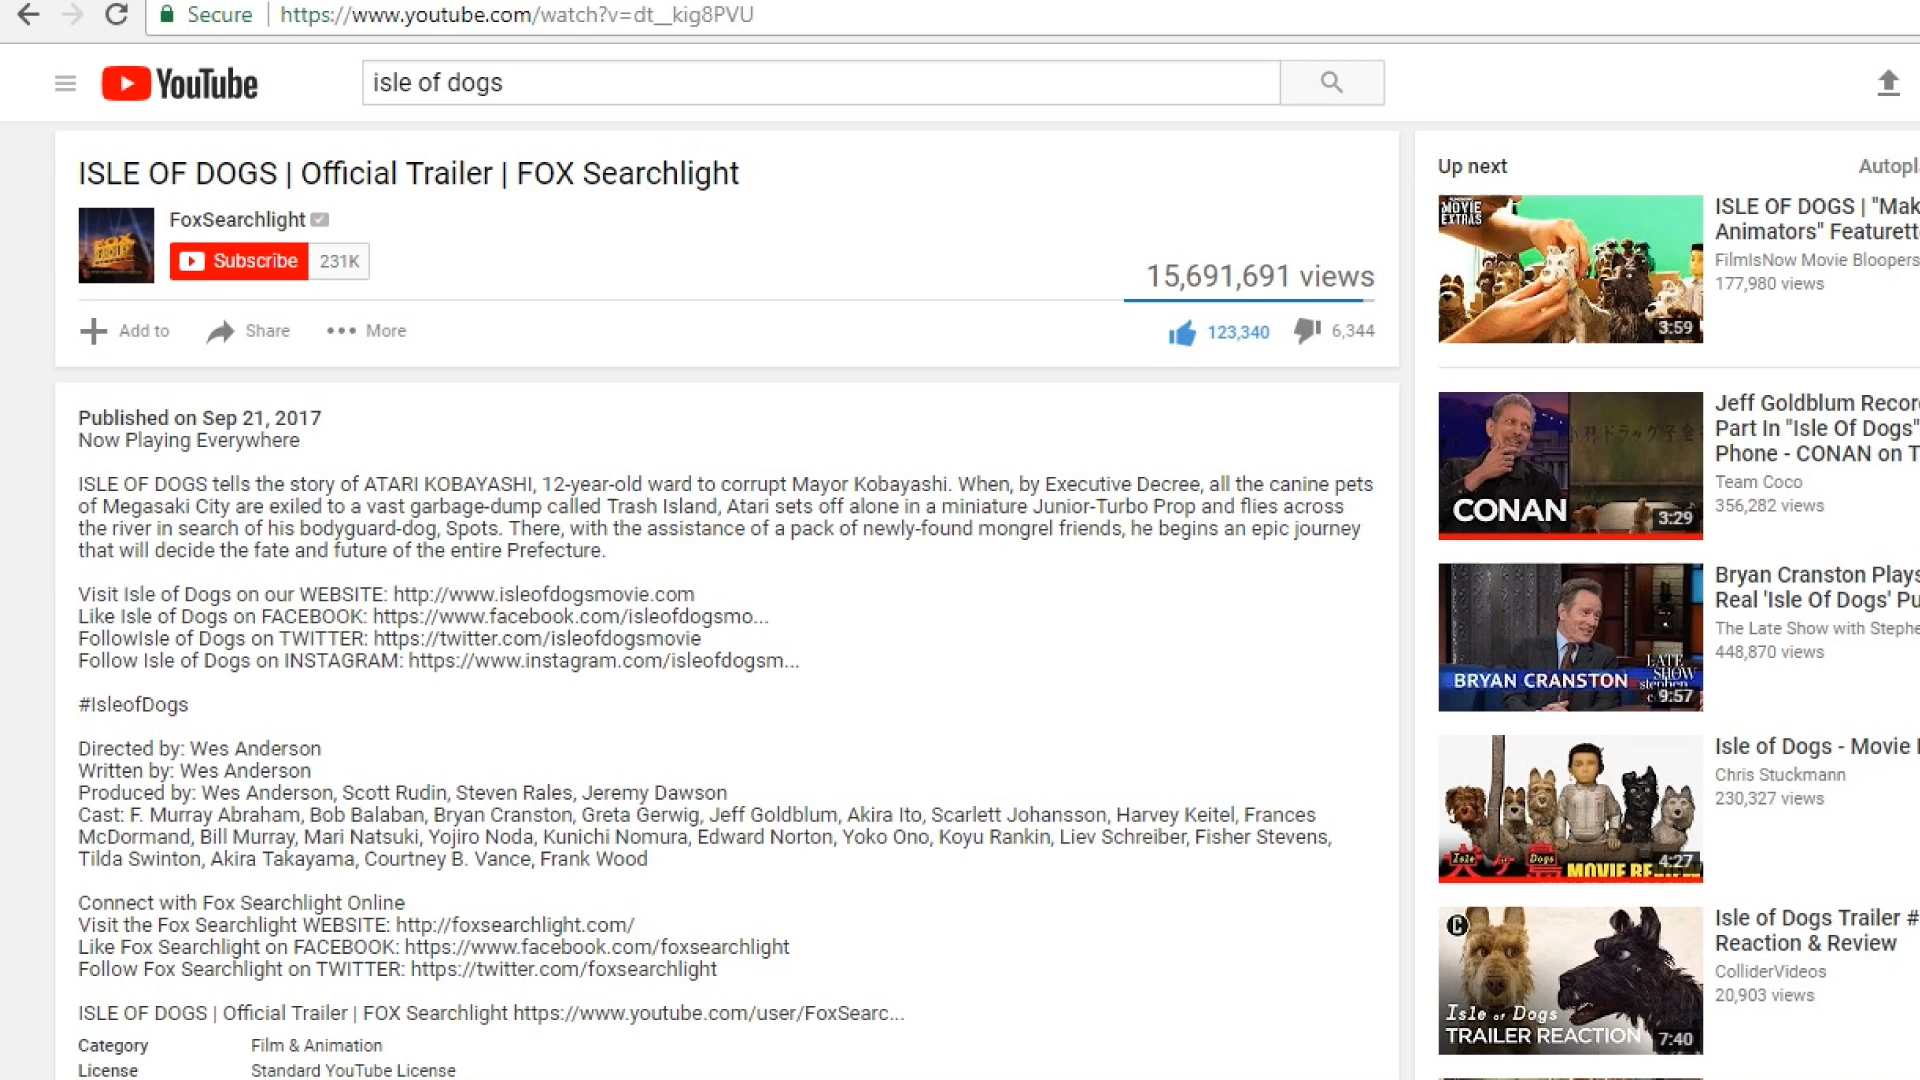 Secure https://www.youtube.com/watch?v=dt__kig8PVU
YouTube
isle of dogs
ISLE OF DOGS | Official Trailer | FOX Searchlight
FoxSearchlight
Subscribe 231K
15,691,691 views
Add to Share More 123,340 6,344
Published on Sep 21, 2017
Now Playing Everywhere
ISLE OF DOGS tells the story of ATARI KOBAYASHI, 12-year-old ward to corrupt Mayor Kobayashi. When, by Executive Decree, all the canine pets
of Megasaki City are exiled to a vast garbage-dump called Trash Island, Atari sets off alone in a miniature Junior-Turbo Prop and flies across
the river in search of his bodyguard-dog, Spots. There, with the assistance of a pack of newly-found mongrel friends, he begins an epic journey
that will decide the fate and future of the entire Prefecture.
Visit Isle of Dogs on our WEBSITE: http://www.isleofdogsmovie.com
Like Isle of Dogs on FACEBOOK: https://www.facebook.com/isleofdogsmo...
FollowIsle of Dogs on TWITTER: https://twitter.com/isleofdogsmovie
Follow Isle of Dogs on INSTAGRAM: https://www.instagram.com/isleofdogsm...
#IsleofDogs
Directed by: Wes Anderson
Written by: Wes Anderson
Produced by: Wes Anderson, Scott Rudin, Steven Rales, Jeremy Dawson
Cast: F. Murray Abraham, Bob Balaban, Bryan Cranston, Greta Gerwig, Jeff Goldblum, Akira Ito, Scarlett Johansson, Harvey Keitel, Frances
McDormand, Bill Murray, Mari Natsuki, Yojiro Noda, Kunichi Nomura, Edward Norton, Yoko Ono, Koyu Rankin, Liev Schreiber, Fisher Stevens,
Tilda Swinton, Akira Takayama, Courtney B. Vance, Frank Wood
Connect with Fox Searchlight Online
Visit the Fox Searchlight WEBSITE: http://foxsearchlight.com/
Like Fox Searchlight on FACEBOOK: https://www.facebook.com/foxsearchlight
Follow Fox Searchlight on TWITTER: https://twitter.com/foxsearchlight
ISLE OF DOGS | Official Trailer | FOX Searchlight https://www.youtube.com/user/FoxSearc...
Category Film & Animation
License Standard YouTube License
Up next Autopl
MOVIE
EXTRAS
3:59
ISLE OF DOGS | "Mak
Animators" Featurett
FilmIsNow Movie Bloopers
177,980 views
CONAN
3:29
Jeff Goldblum Recor
Part In "Isle Of Dogs"
Phone - CONAN on T
Team Coco
356,282 views
BRYAN CRANSTON
LATE
SHOW
9:57
Bryan Cranston Plays
Real 'Isle Of Dogs' Pu
The Late Show with Stephe
448,870 views
Isle Dogs
犬ヶ島
MOVIE REVIEW
4:27
Isle of Dogs - Movie
Chris Stuckmann
230,327 views
Isle of Dogs
TRAILER REACTION
7:40
Isle of Dogs Trailer #
Reaction & Review
ColliderVideos
20,903 views